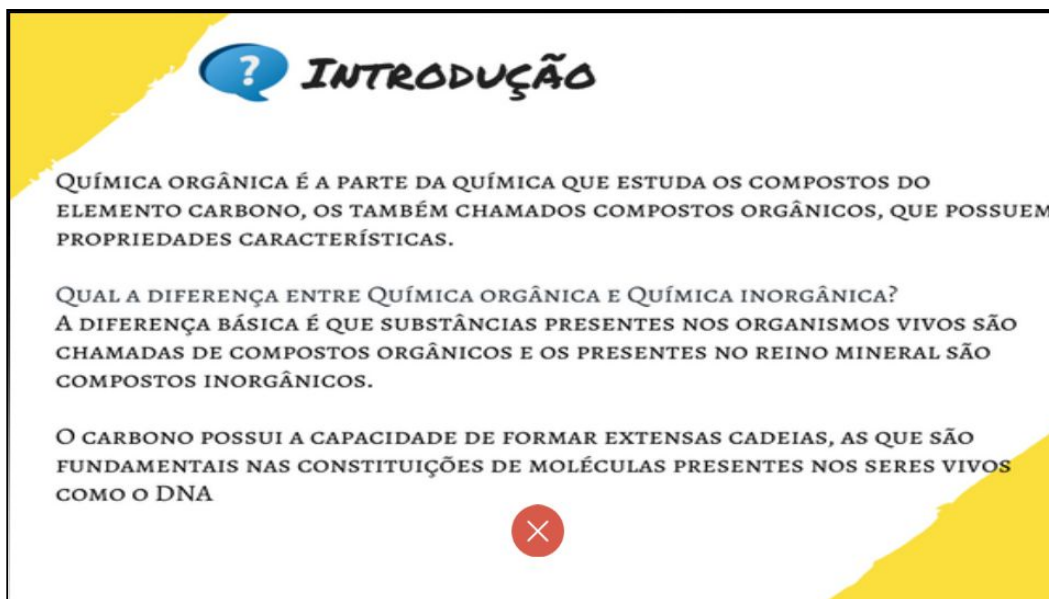 ?
INTRODUÇÃO
QUÍMICA ORGÂNICA É A PARTE DA QUÍMICA QUE ESTUDA OS COMPOSTOS DO
ELEMENTO CARBONO, OS TAMBÉM CHAMADOS COMPOSTOS ORGÂNICOS, QUE POSSUEM
PROPRIEDADES CARACTERÍSTICAS.
QUAL A DIFERENÇA ENTRE QUÍMICA ORGÂNICA E QUÍMICA INORGÂNICA?
A DIFERENÇA BÁSICA É QUE SUBSTÂNCIAS PRESENTES NOS ORGANISMOS VIVOS SÃO
CHAMADAS DE COMPOSTOS ORGÂNICOS E OS PRESENTES NO REINO MINERAL SÃO
COMPOSTOS INORGÂNICOS.
O CARBONO POSSUI A CAPACIDADE DE FORMAR EXTENSAS CADEIAS, AS QUE SÃO
FUNDAMENTAIS NAS CONSTITUIÇÕES DE MOLÉCULAS PRESENTES NOS SERES VIVOS
COMO O DNA